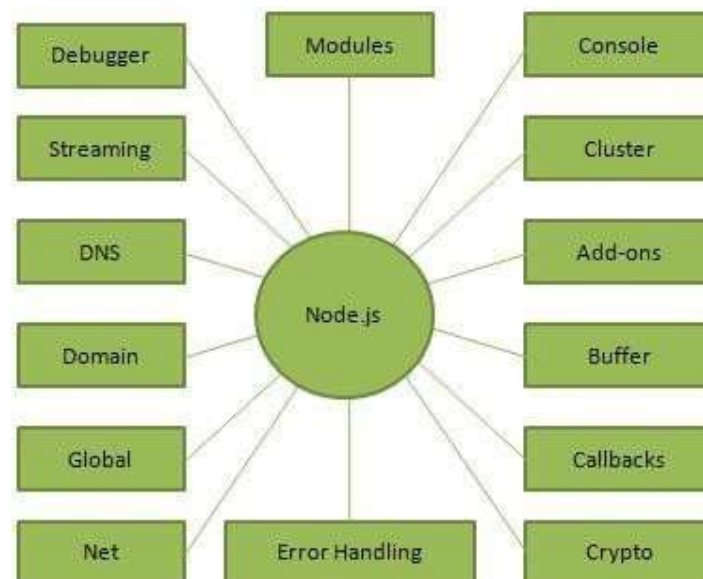 Debugger
Modules
Console
Streaming
Cluster
DNS
Add-ons
Node.js
Domain
Buffer
Global
Callbacks
Net
Error Handling
Crypto